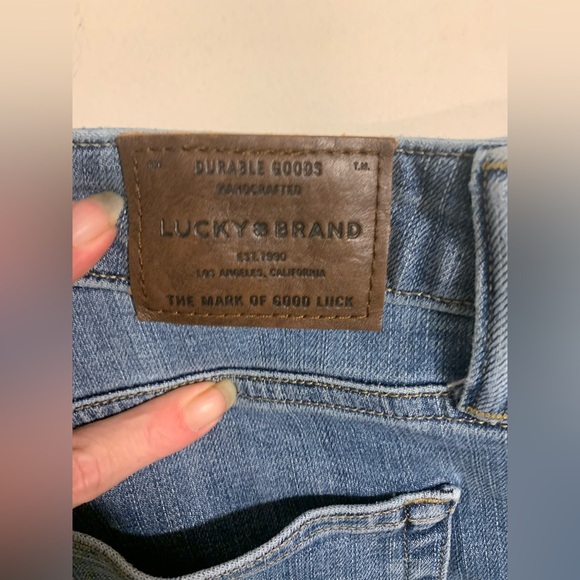 DURABLE GOODS T.M.
HANDCRAFTED
LUCKY BRAND
EST. 1990
LOS ANGELES, CALIFORNIA
THE MARK OF GOOD LUCK